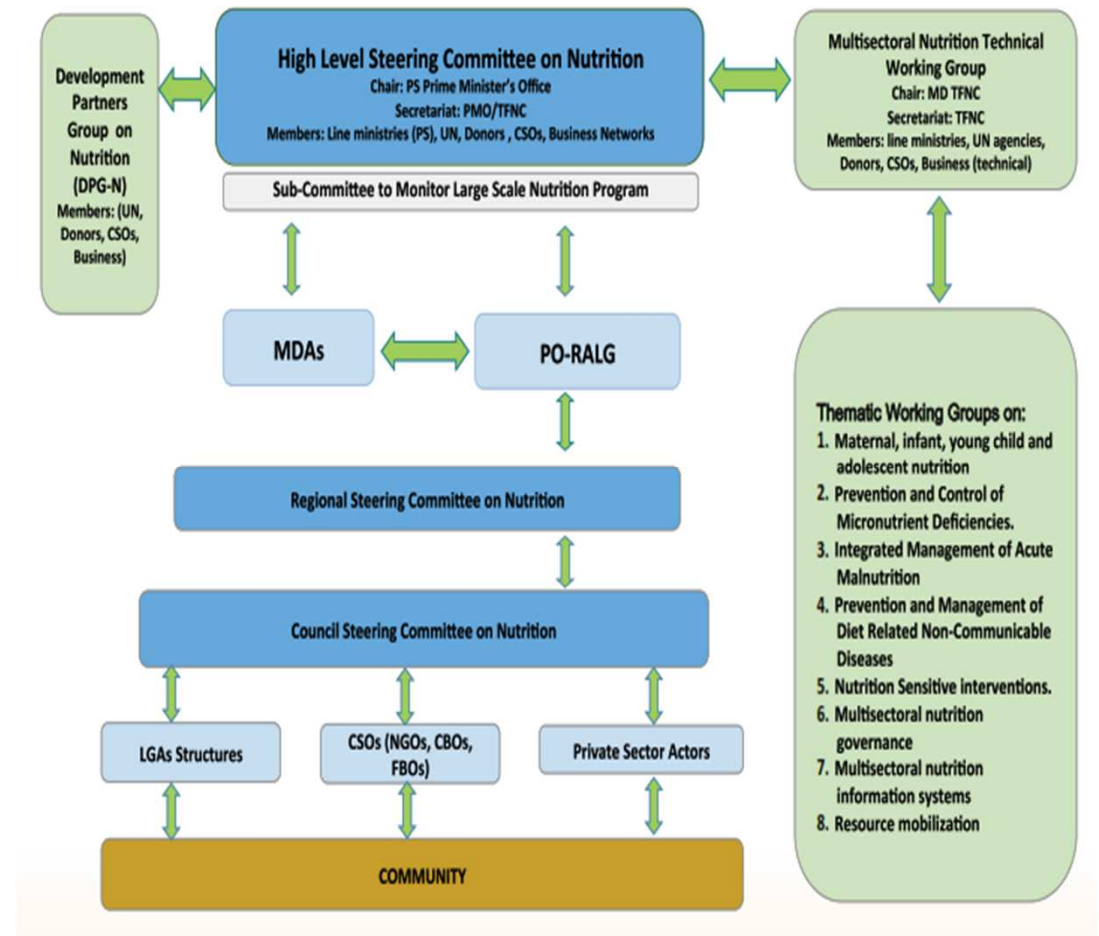 Development
Partners
Group on
Nutrition
(DPG-N)
Members: (UN,
Donors, CSOs,
Business)
High Level Steering Committee on Nutrition
Chair: PS Prime Minister's Office
Secretariat: PMO/TFNC
Members: Line ministries (PS), UN, Donors , CSOs, Business Networks
Sub-Committee to Monitor Large Scale Nutrition Program
Multisectoral Nutrition Technical
Working Group
Chair: MD TFNC
Secretariat: TFNC
Members: line ministries, UN agencies,
Donors, CSOs, Business (technical)
MDAs
PO-RALG
Regional Steering Committee on Nutrition
Council Steering Committee on Nutrition
LGAs Structures
CSOs (NGOs, CBOs,
FBOs)
Private Sector Actors
COMMUNITY
Thematic Working Groups on:
1. Maternal, infant, young child and
adolescent nutrition
2. Prevention and Control of
Micronutrient Deficiencies.
3. Integrated Management of Acute
Malnutrition
4. Prevention and Management of
Diet Related Non-Communicable
Diseases
5. Nutrition Sensitive interventions.
6. Multisectoral nutrition
governance
7. Multisectoral nutrition
information systems
8. Resource mobilization